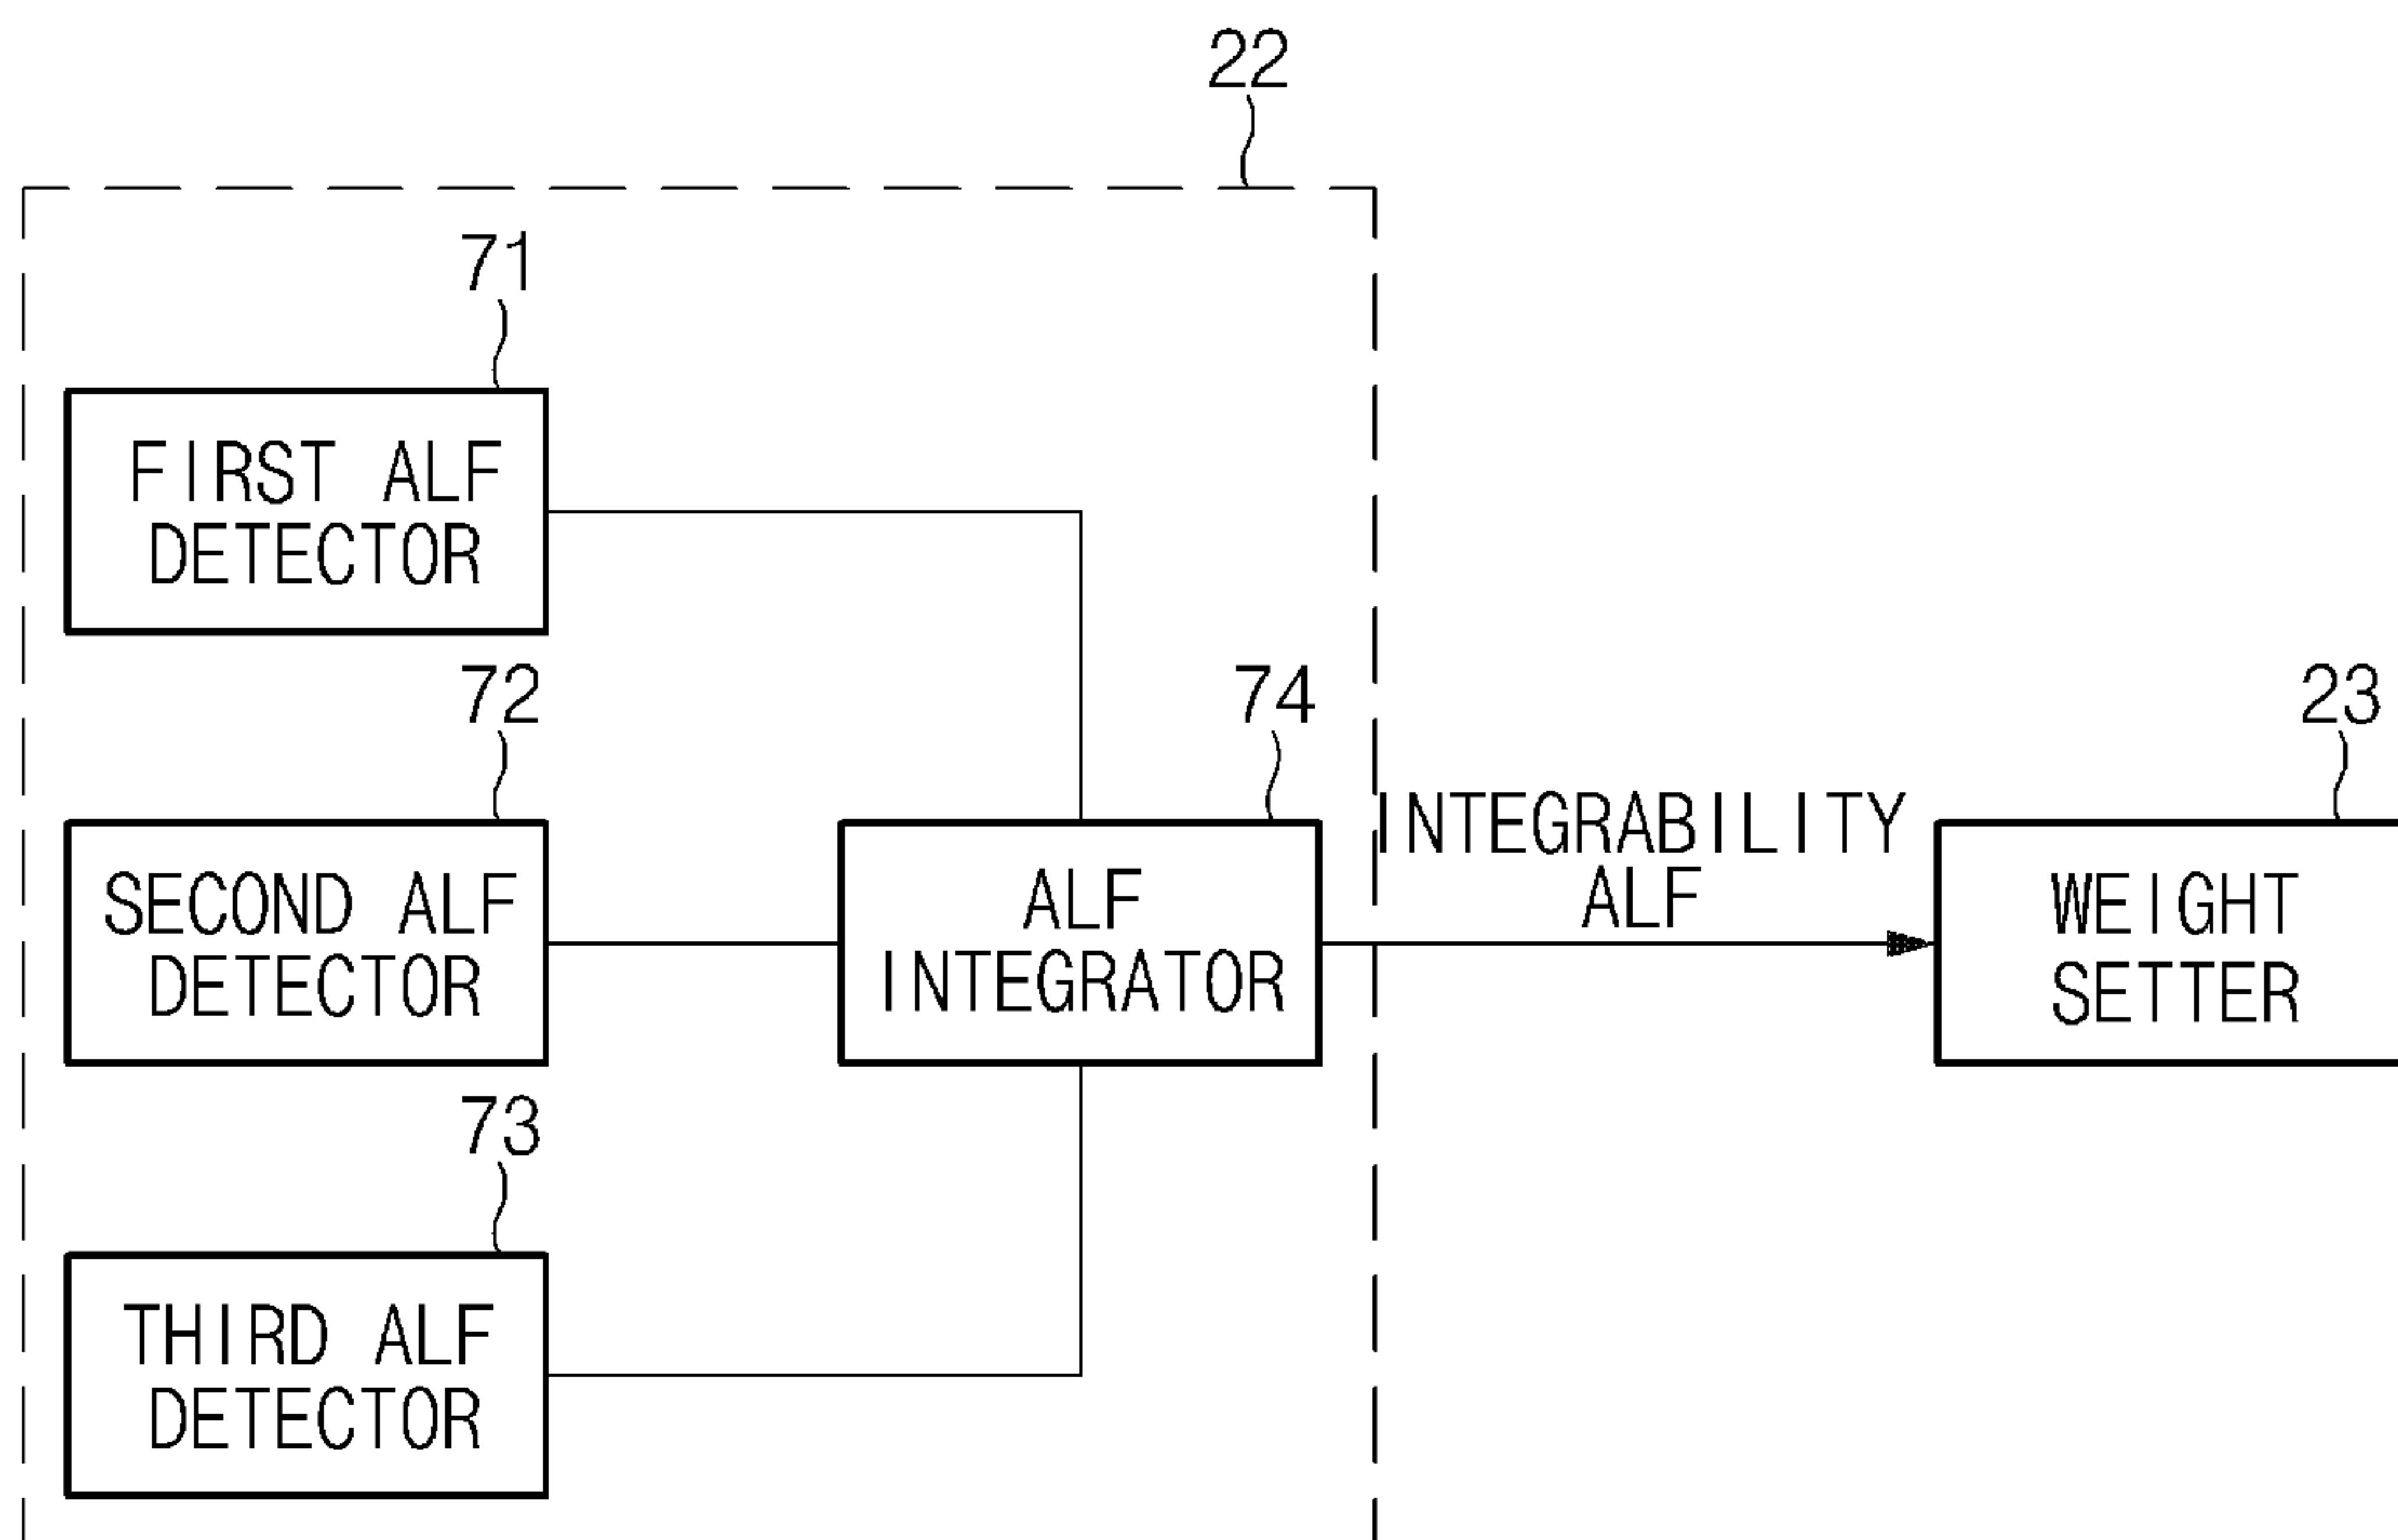 22
71
FIRST ALF
DETECTOR
72
74
23
SECOND ALF
DETECTOR
ALF
INTEGRATOR
INTEGRABILITY
ALF
WEIGHT
SETTER
73
THIRD ALF
DETECTOR